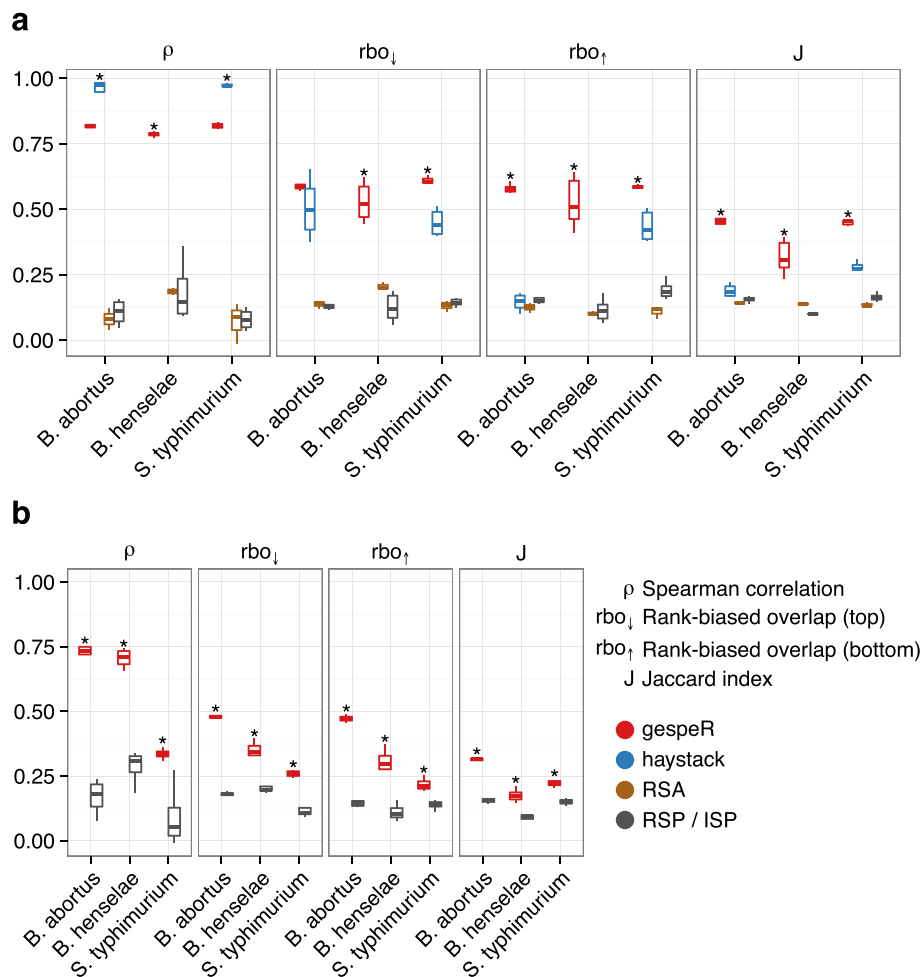 a
ρ rbo↓ rbo↑ J
1.00
0.75
0.50
0.25
0.00
* * *
* *
* * *
* * *
B. abortus B. henselae S. typhimurium B. abortus B. henselae S. typhimurium B. abortus B. henselae S. typhimurium B. abortus B. henselae S. typhimurium
b
ρ rbo↓ rbo↑ J
1.00
0.75
0.50
0.25
0.00
* * *
* * *
* * *
* * *
B. abortus B. henselae S. typhimurium B. abortus B. henselae S. typhimurium B. abortus B. henselae S. typhimurium B. abortus B. henselae S. typhimurium
ρ Spearman correlation
rbo↓ Rank-biased overlap (top)
rbo↑ Rank-biased overlap (bottom)
J Jaccard index
gespeR
haystack
RSA
RSP / ISP